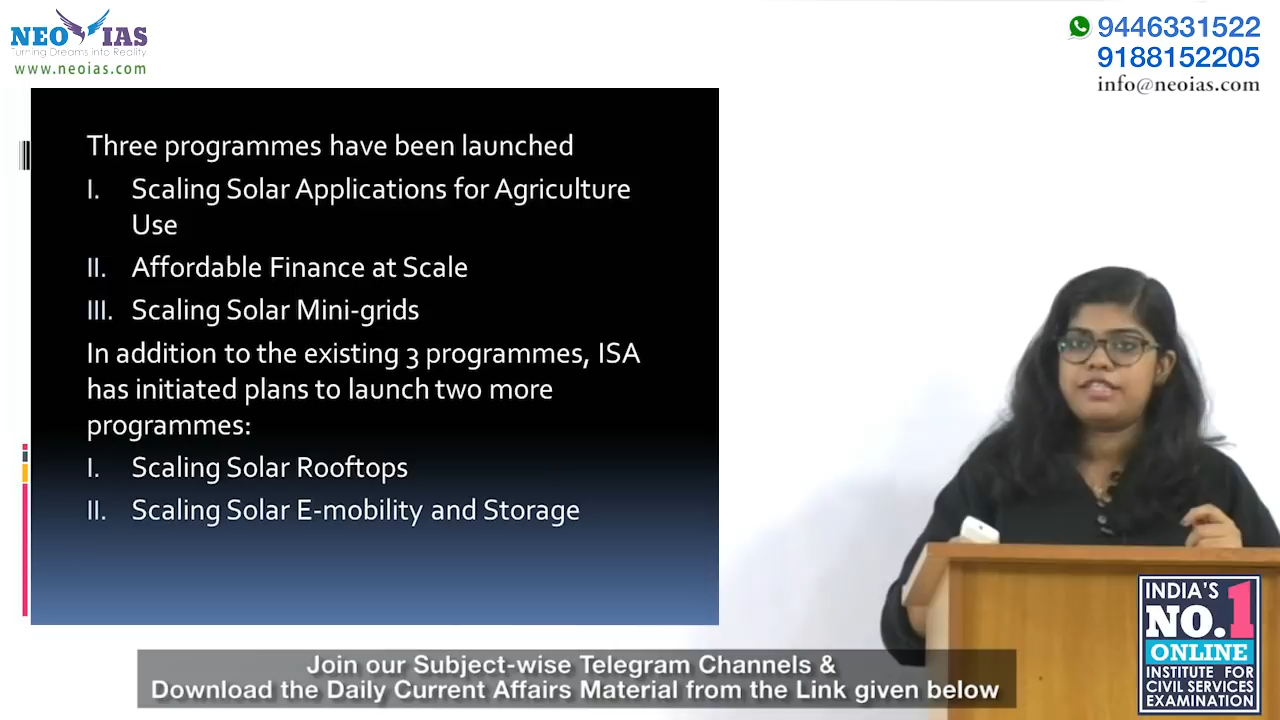 NEO IAS
Turning Dreams Into Reality
www.neoias.com
9446331522
9188152205
info@neoias.com
Three programmes have been launched
I. Scaling Solar Applications for Agriculture
Use
II. Affordable Finance at Scale
III. Scaling Solar Mini-grids
In addition to the existing 3 programmes, ISA
has initiated plans to launch two more
programmes:
I. Scaling Solar Rooftops
II. Scaling Solar E-mobility and Storage
INDIA'S
NO.1
ONLINE
INSTITUTE FOR
CIVIL SERVICES
EXAMINATION
Join our Subject-wise Telegram Channels &
Download the Daily Current Affairs Material from the Link given below